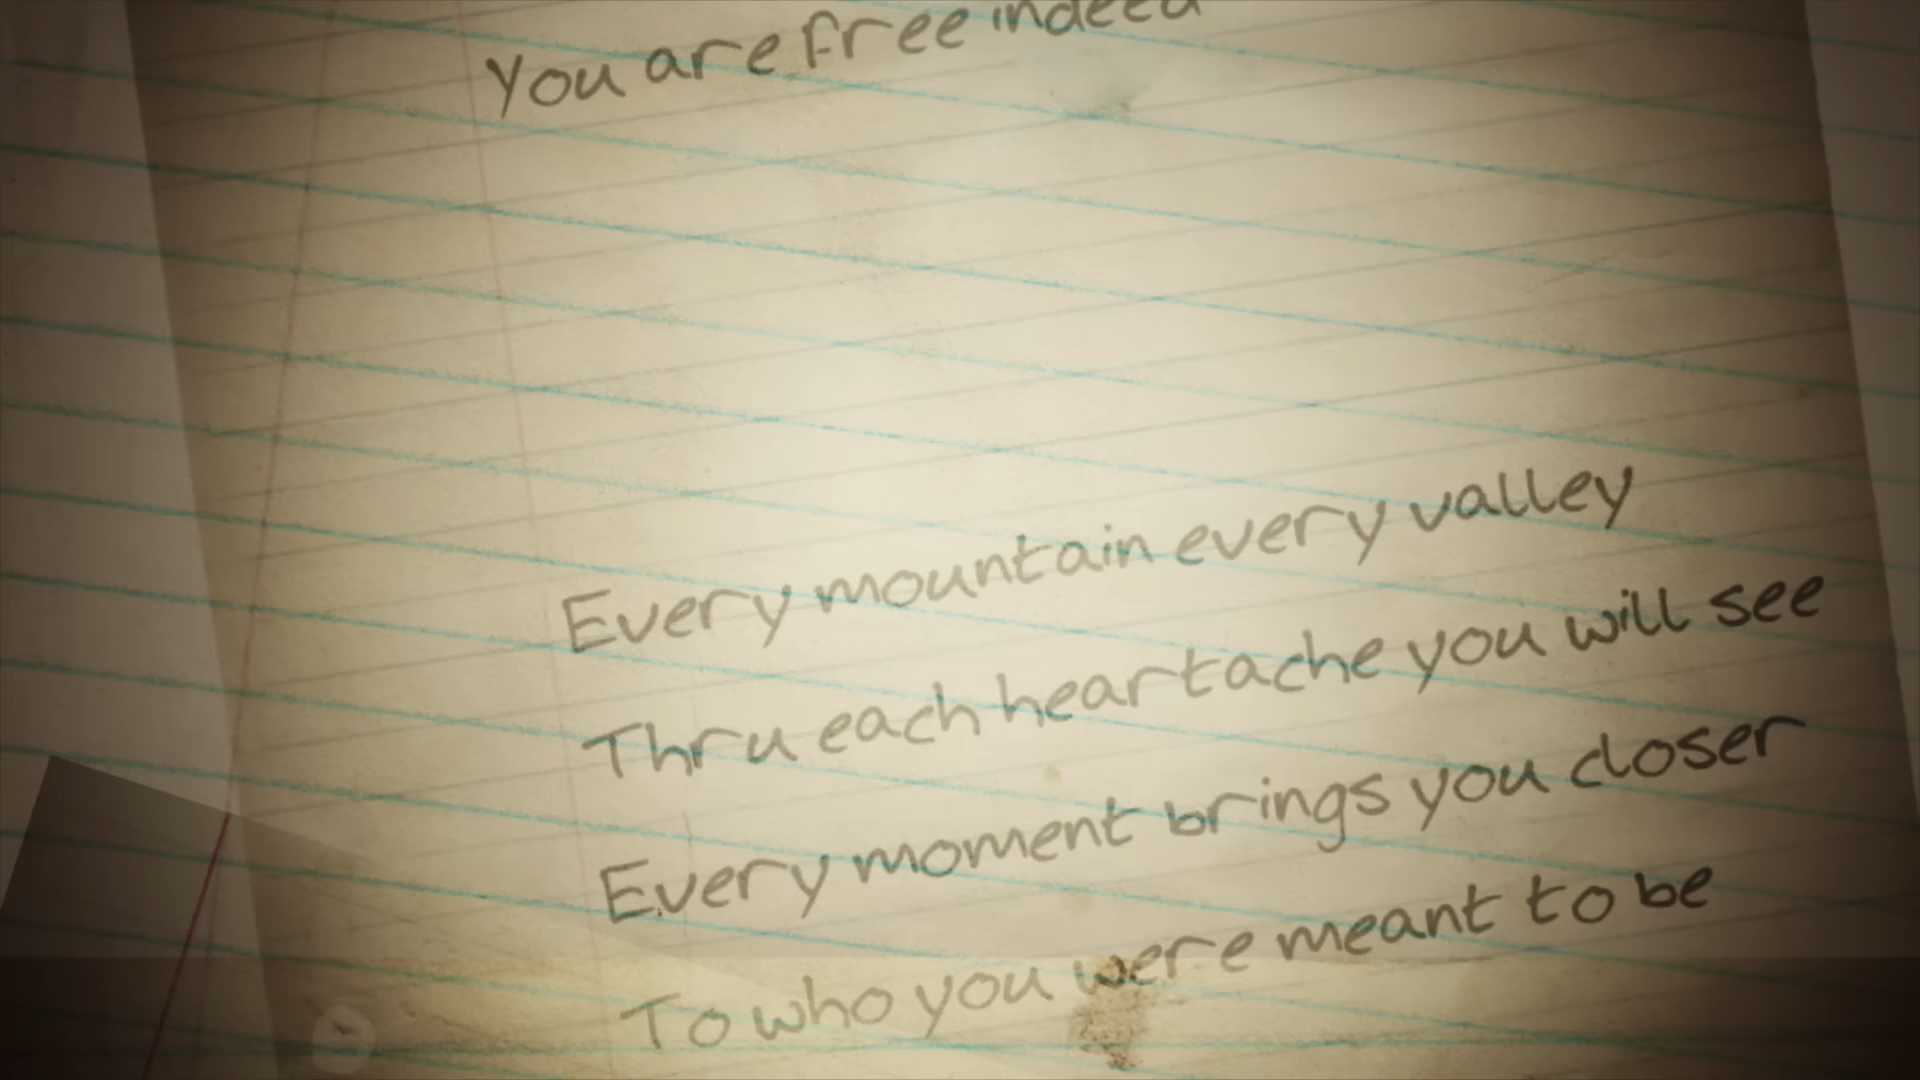 You are free indeed
Every mountain every valley
Thru each heartache you will see
Every moment brings you closer
To who you were meant to be